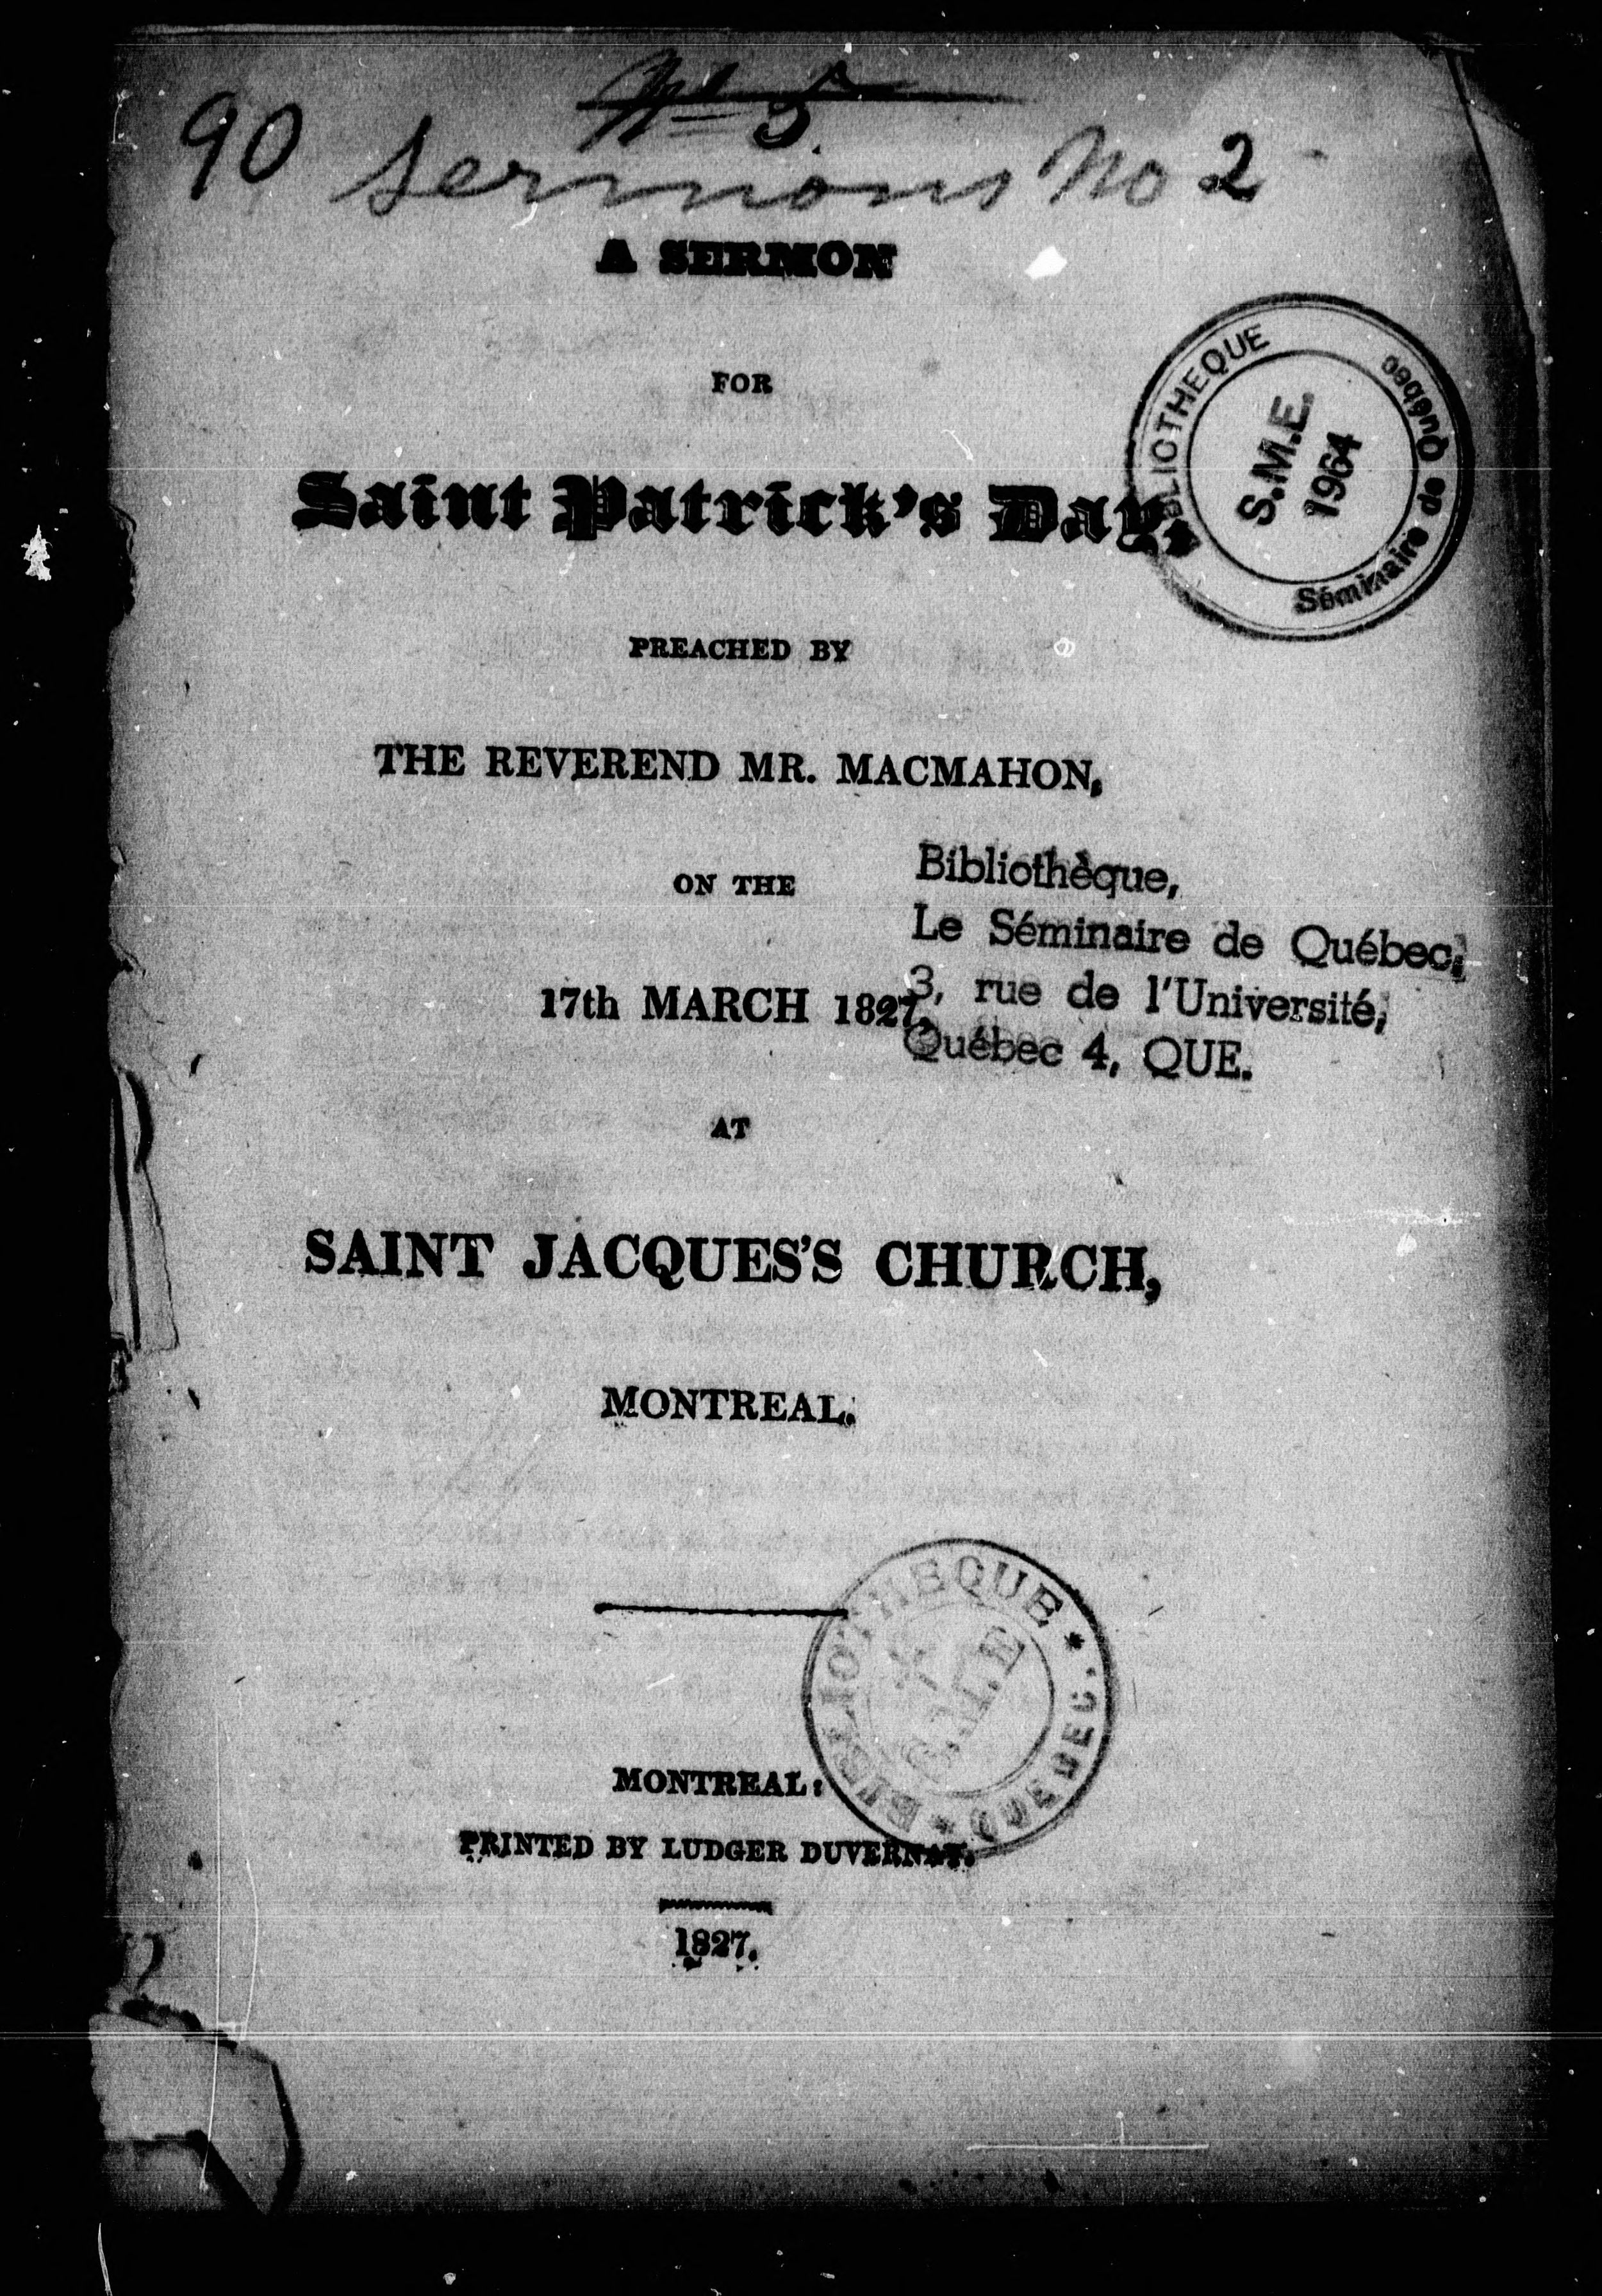 90 Sermons No 2
A SERMON
FOR
Saint Patrick's Day,
BIBLIOTHEQUE
S.M.E.
1964
Séminaire de Québec
PREACHED BY
THE REVEREND MR. MACMAHON,
ON THE
Bibliothèque,
Le Séminaire de Québec,
3, rue de l'Université,
Québec 4, QUE.
17th MARCH 1827,
AT
SAINT JACQUES'S CHURCH,
MONTREAL.
BIBLIOTHEQUE * QUEBEC *
S.M.E
MONTREAL:
PRINTED BY LUDGER DUVERNAY.
1827.